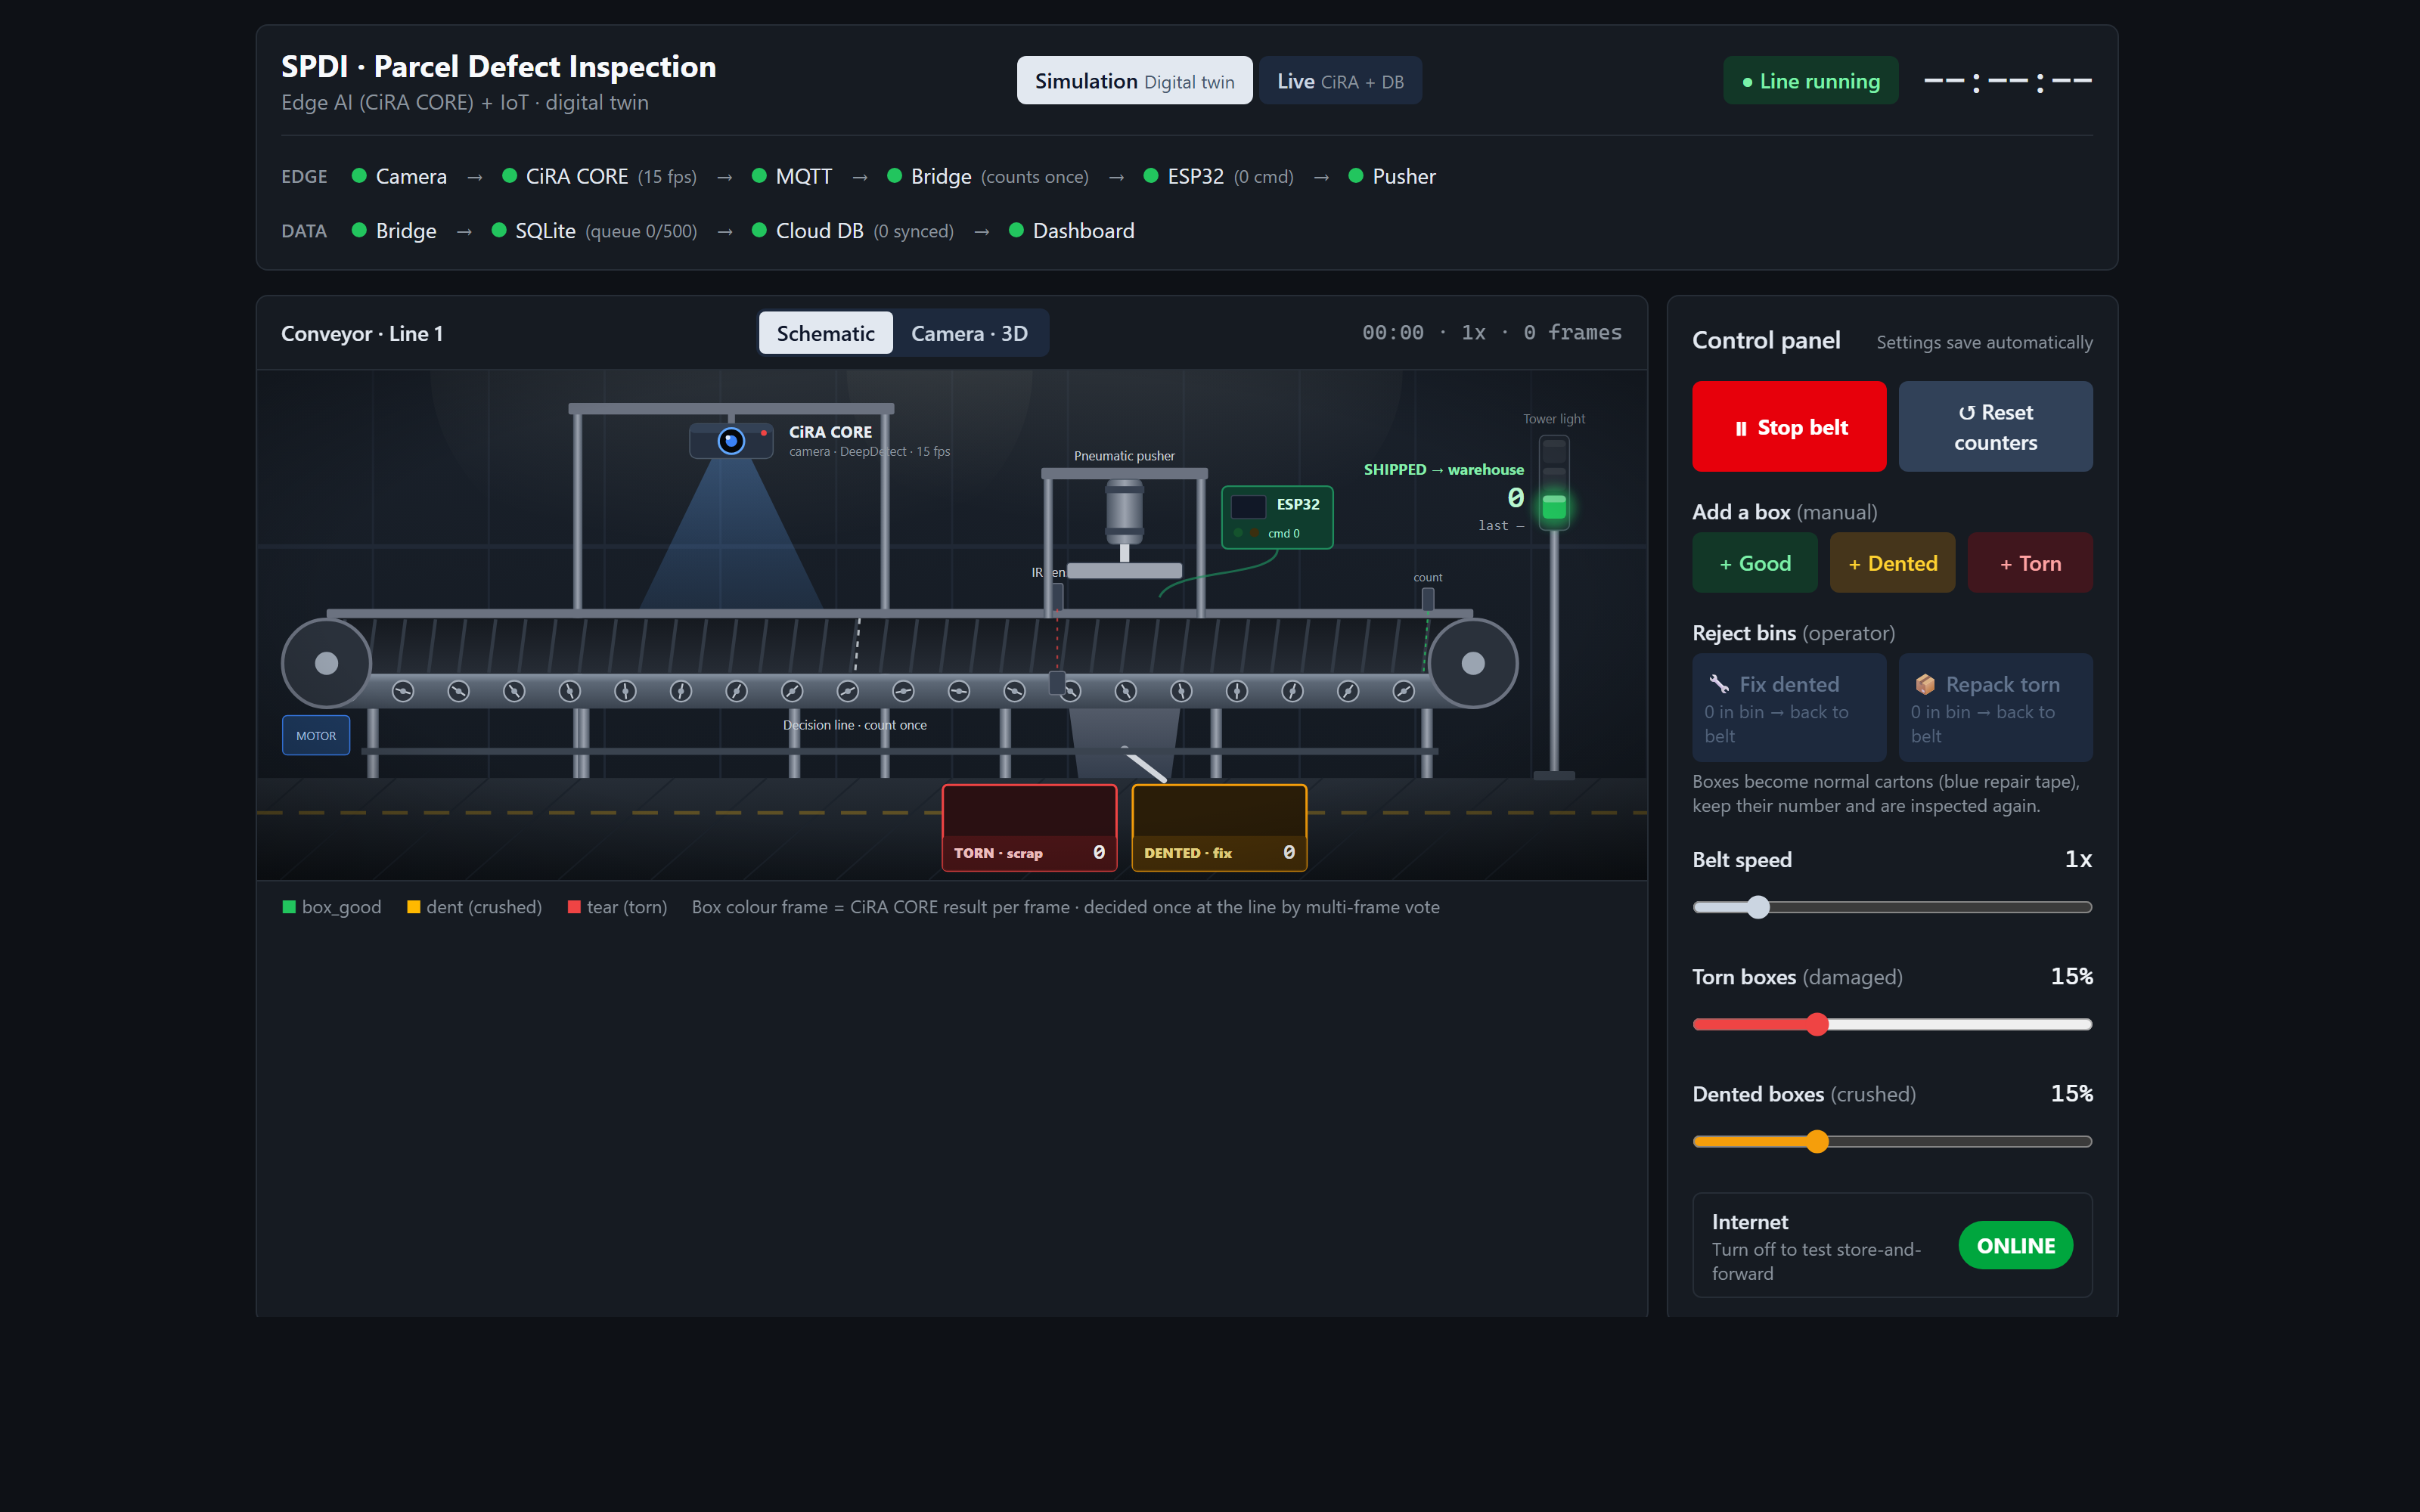 SPDI · Parcel Defect Inspection
Edge AI (CiRA CORE) + IoT · digital twin
Simulation Digital twin
Live CiRA + DB
● Line running
--:--:--
EDGE Camera → CiRA CORE (15 fps) → MQTT → Bridge (counts once) → ESP32 (0 cmd) → Pusher
DATA Bridge → SQLite (queue 0/500) → Cloud DB (0 synced) → Dashboard
Conveyor · Line 1
Schematic
Camera · 3D
00:00 · 1x · 0 frames
CiRA CORE
camera · DeepDetect · 15 fps
Pneumatic pusher
ESP32
cmd 0
Tower light
SHIPPED → warehouse
0
last —
count
MOTOR
Decision line · count once
TORN · scrap 0
DENTED · fix 0
box_good
dent (crushed)
tear (torn)
Box colour frame = CiRA CORE result per frame · decided once at the line by multi-frame vote
Control panel
Settings save automatically
⏸ Stop belt
↺ Reset
counters
Add a box (manual)
+ Good
+ Dented
+ Torn
Reject bins (operator)
🔧 Fix dented
0 in bin → back to
belt
📦 Repack torn
0 in bin → back to
belt
Boxes become normal cartons (blue repair tape),
keep their number and are inspected again.
Belt speed 1x
Torn boxes (damaged) 15%
Dented boxes (crushed) 15%
Internet
Turn off to test store-and-
forward
ONLINE